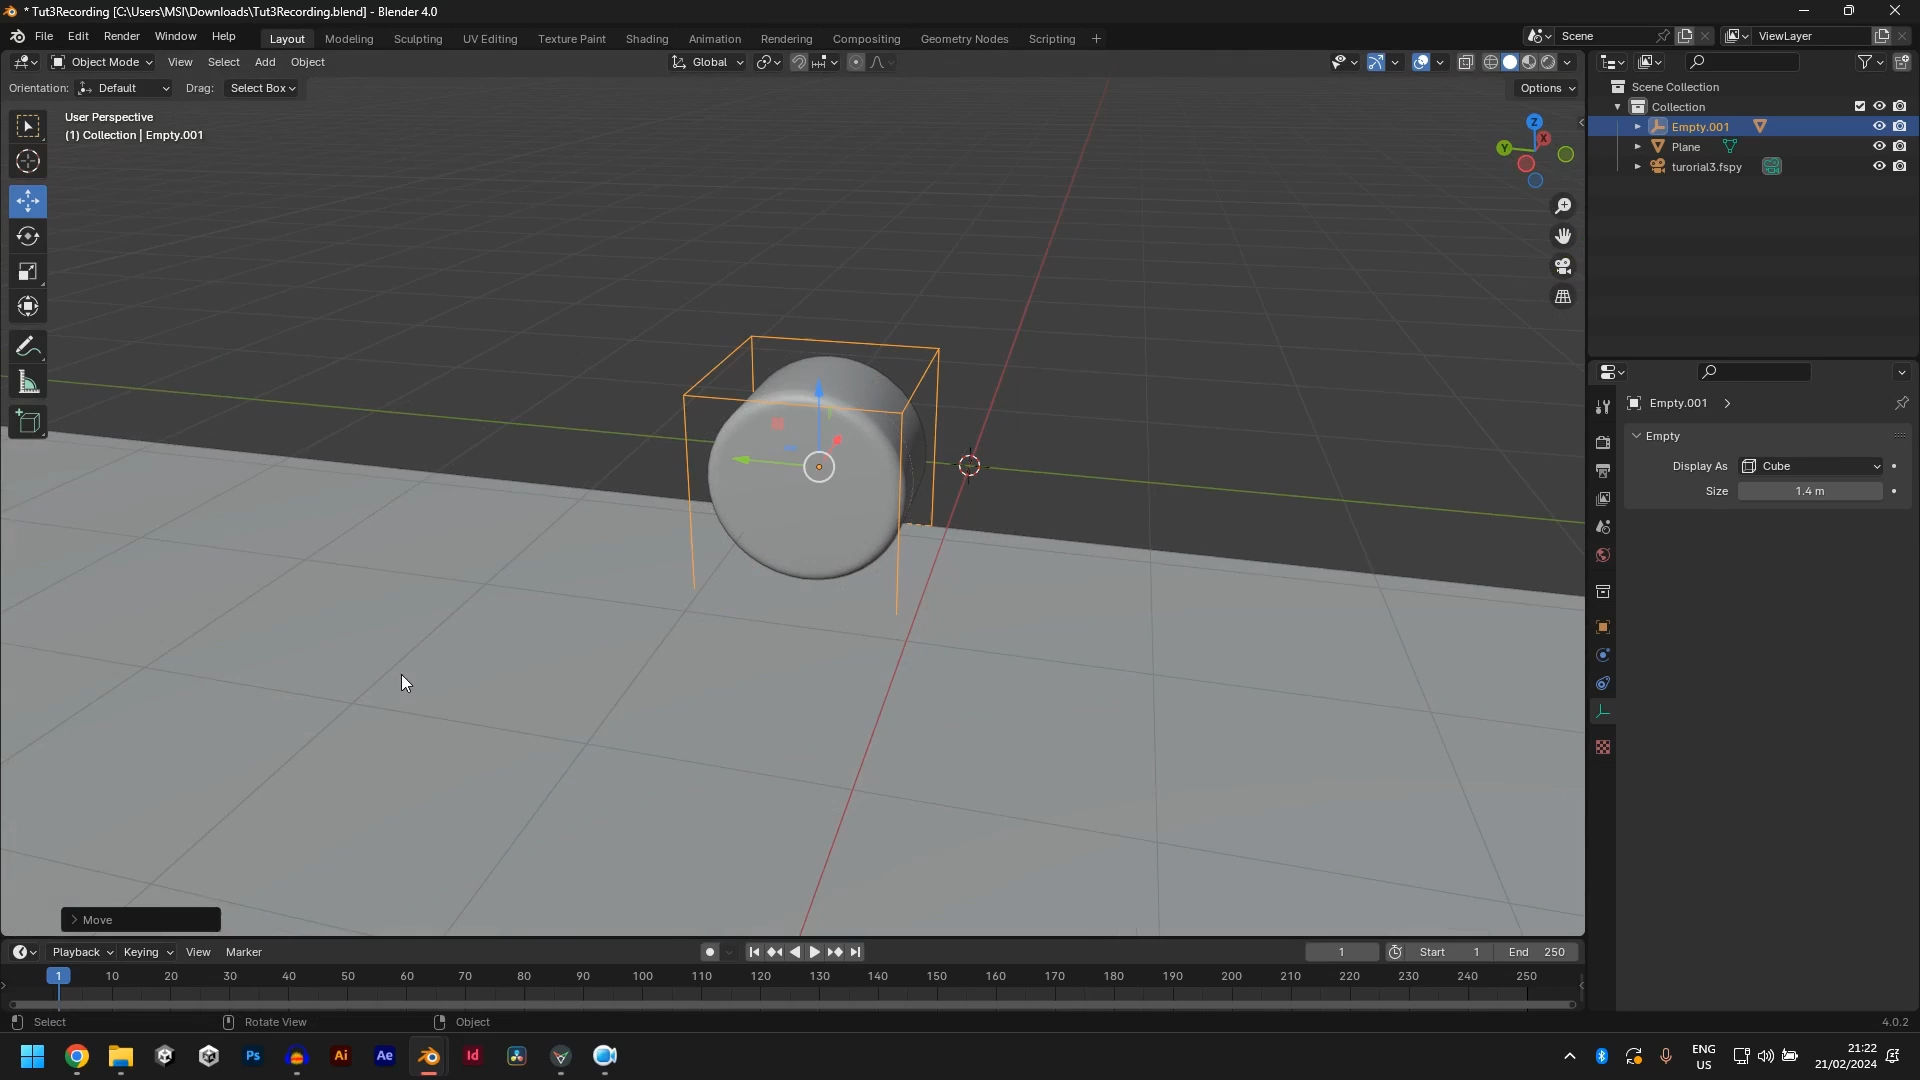 * Tut3Recording [C:\Users\MSI\Downloads\Tut3Recording.blend] - Blender 4.0
File Edit Render Window Help Layout Modeling Sculpting UV Editing Texture Paint Shading Animation Rendering Compositing Geometry Nodes Scripting + Scene ViewLayer
Object Mode View Select Add Object Global
Orientation: Default Drag: Select Box Options
Scene Collection
Collection
Empty.001
Plane
turorial3.fspy
User Perspective
(1) Collection | Empty.001
Z
X
Y
Empty.001
Empty
Display As Cube
Size 1.4 m
Move
Playback Keying View Marker 1 Start 1 End 250
1 10 20 30 40 50 60 70 80 90 100 110 120 130 140 150 160 170 180 190 200 210 220 230 240 250
Select Rotate View Object 4.0.2
Ps Ai Ae Id ENG US 21:22 21/02/2024